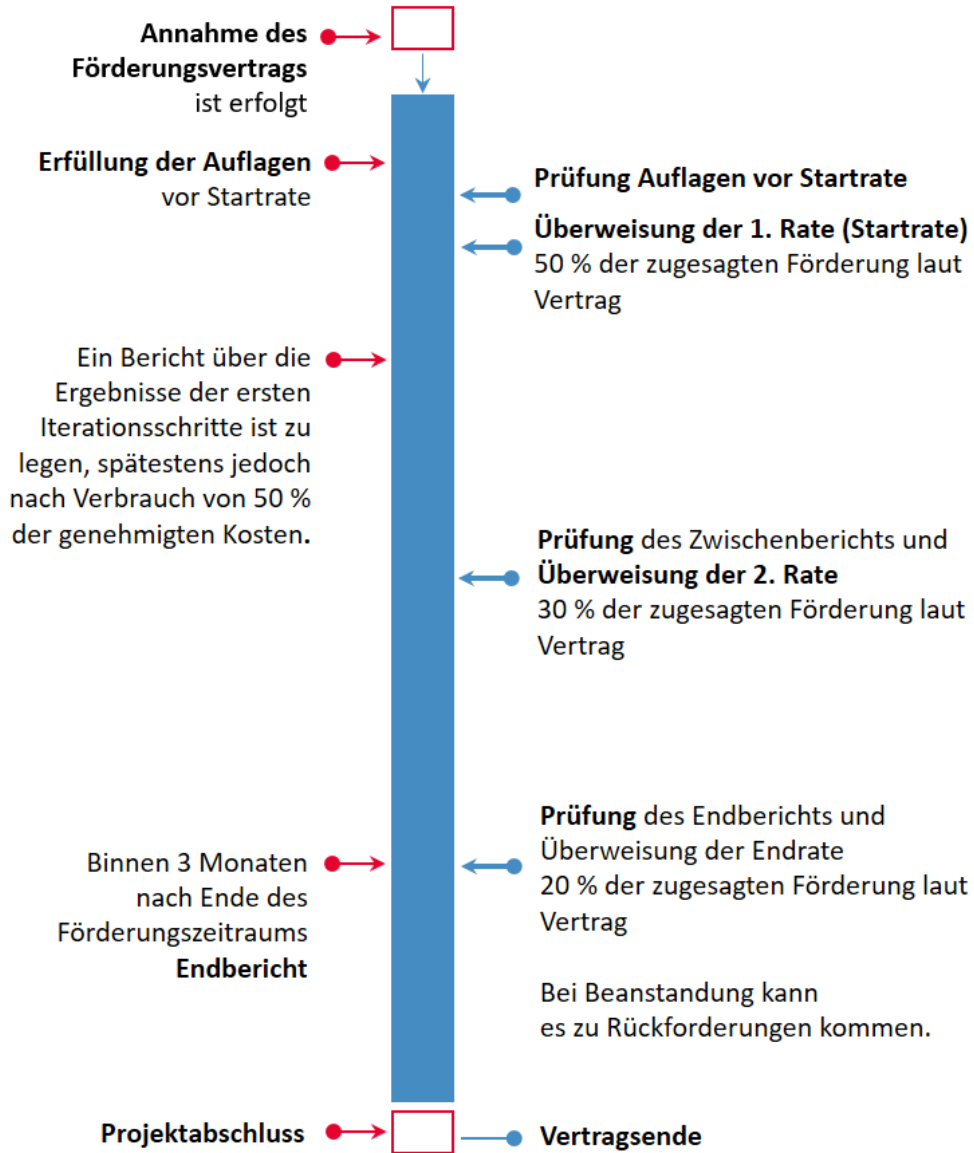 Annahme des
Förderungsvertrags
ist erfolgt
Erfüllung der Auflagen
vor Startrate
Prüfung Auflagen vor Startrate
Überweisung der 1. Rate (Startrate)
50 % der zugesagten Förderung laut
Vertrag
Ein Bericht über die
Ergebnisse der ersten
Iterationsschritte ist zu
legen, spätestens jedoch
nach Verbrauch von 50 %
der genehmigten Kosten.
Prüfung des Zwischenberichts und
Überweisung der 2. Rate
30 % der zugesagten Förderung laut
Vertrag
Binnen 3 Monaten
nach Ende des
Förderungszeitraums
Endbericht
Prüfung des Endberichts und
Überweisung der Endrate
20 % der zugesagten Förderung laut
Vertrag
Bei Beanstandung kann
es zu Rückforderungen kommen.
Projektabschluss
Vertragsende